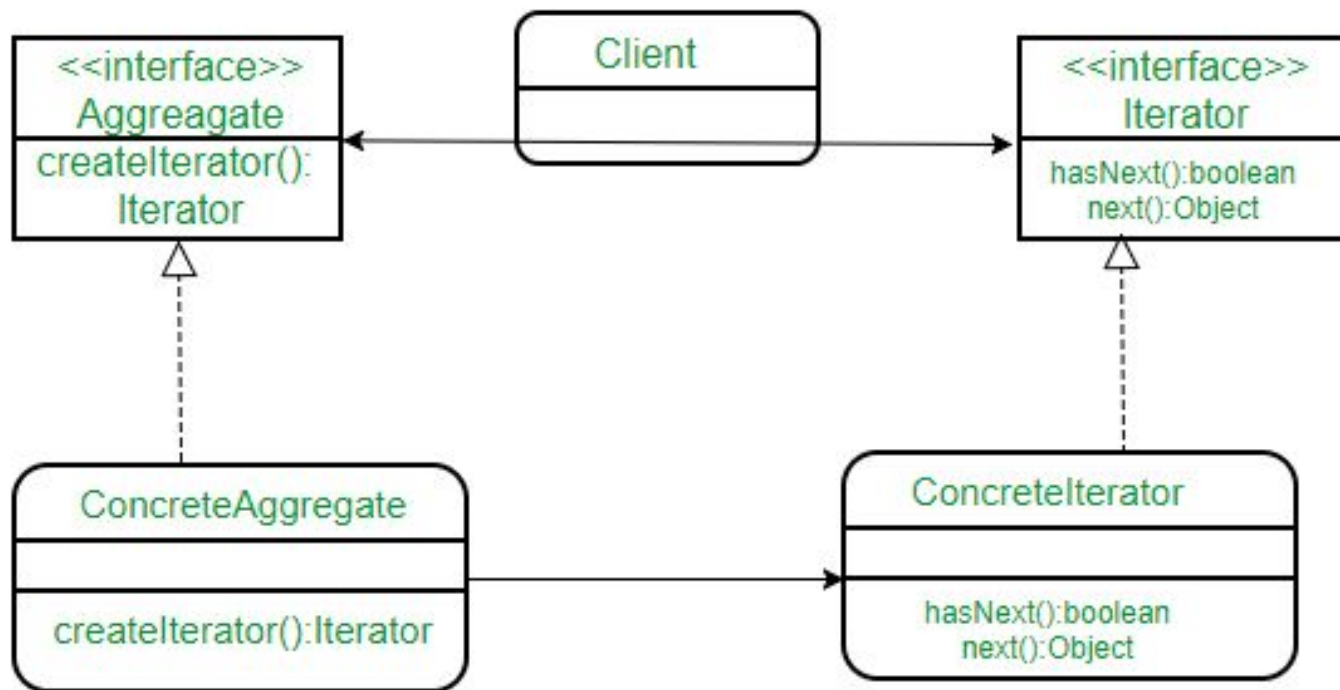 <<interface>>
Aggreagate
createIterator():
Iterator
Client
<<interface>>
Iterator
hasNext():boolean
next():Object
ConcreteAggregate
createIterator():Iterator
ConcreteIterator
hasNext():boolean
next():Object